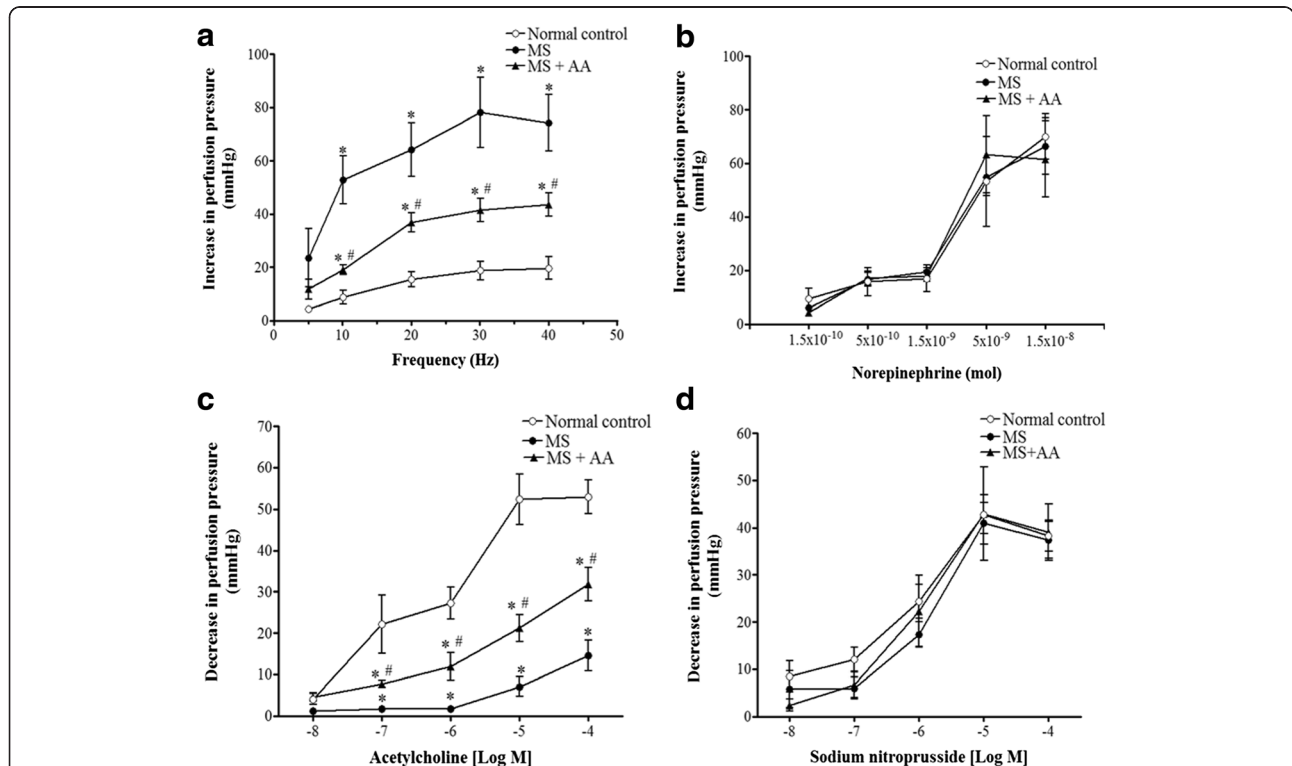 a
Normal control
MS
MS + AA
100
80
60
40
20
0
* * * *
* # * # * # * #
0 10 20 30 40 50
Increase in perfusion pressure
(mmHg)
Frequency (Hz)
b
Normal control
MS
MS + AA
100
80
60
40
20
0
1.5x10-10 5x10-10 1.5x10-9 5x10-9 1.5x10-8
Increase in perfusion pressure
(mmHg)
Norepinephrine (mol)
c
Normal control
MS
MS + AA
70
60
50
40
30
20
10
0
* # * # * # * #
* * * *
-8 -7 -6 -5 -4
Decrease in perfusion pressure
(mmHg)
Acetylcholine [Log M]
d
Normal control
MS
MS+AA
60
50
40
30
20
10
0
-8 -7 -6 -5 -4
Decrease in perfusion pressure
(mmHg)
Sodium nitroprusside [Log M]